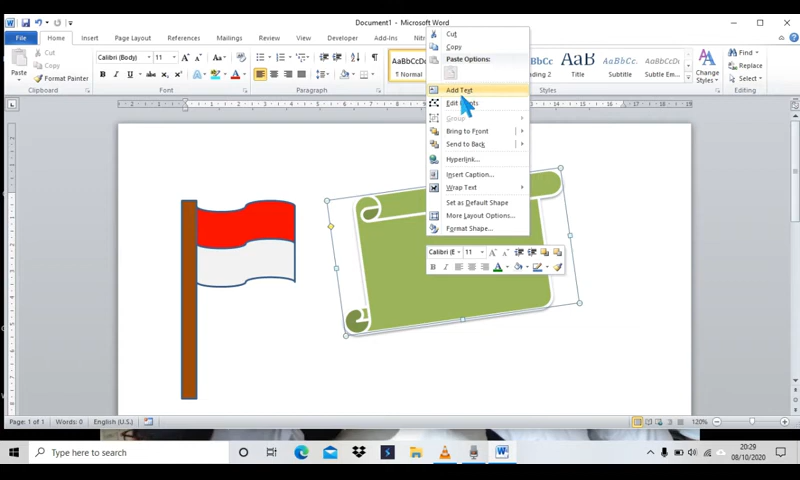 Document1 - Microsoft Word
File
Home
Insert
Page Layout
References
Mailings
Review
View
Developer
Add-Ins
Cut
Copy
Format Painter
Paste
Clipboard
Calibri (Body)
11
Font
Paragraph
AaBbCcDc
¶ Normal
Heading 2
Title
Subtitle
Subtle Em...
Styles
Change
Styles
Find
Replace
Select
Editing
Cut
Copy
Paste Options:
Add Text
Group
Bring to Front
Send to Back
Hyperlink...
Insert Caption...
Wrap Text
Set as Default Shape
More Layout Options...
Format Shape...
11
Page: 1 of 1
Words: 0
English (U.S.)
120%
Type here to search
20:29
08/10/2020